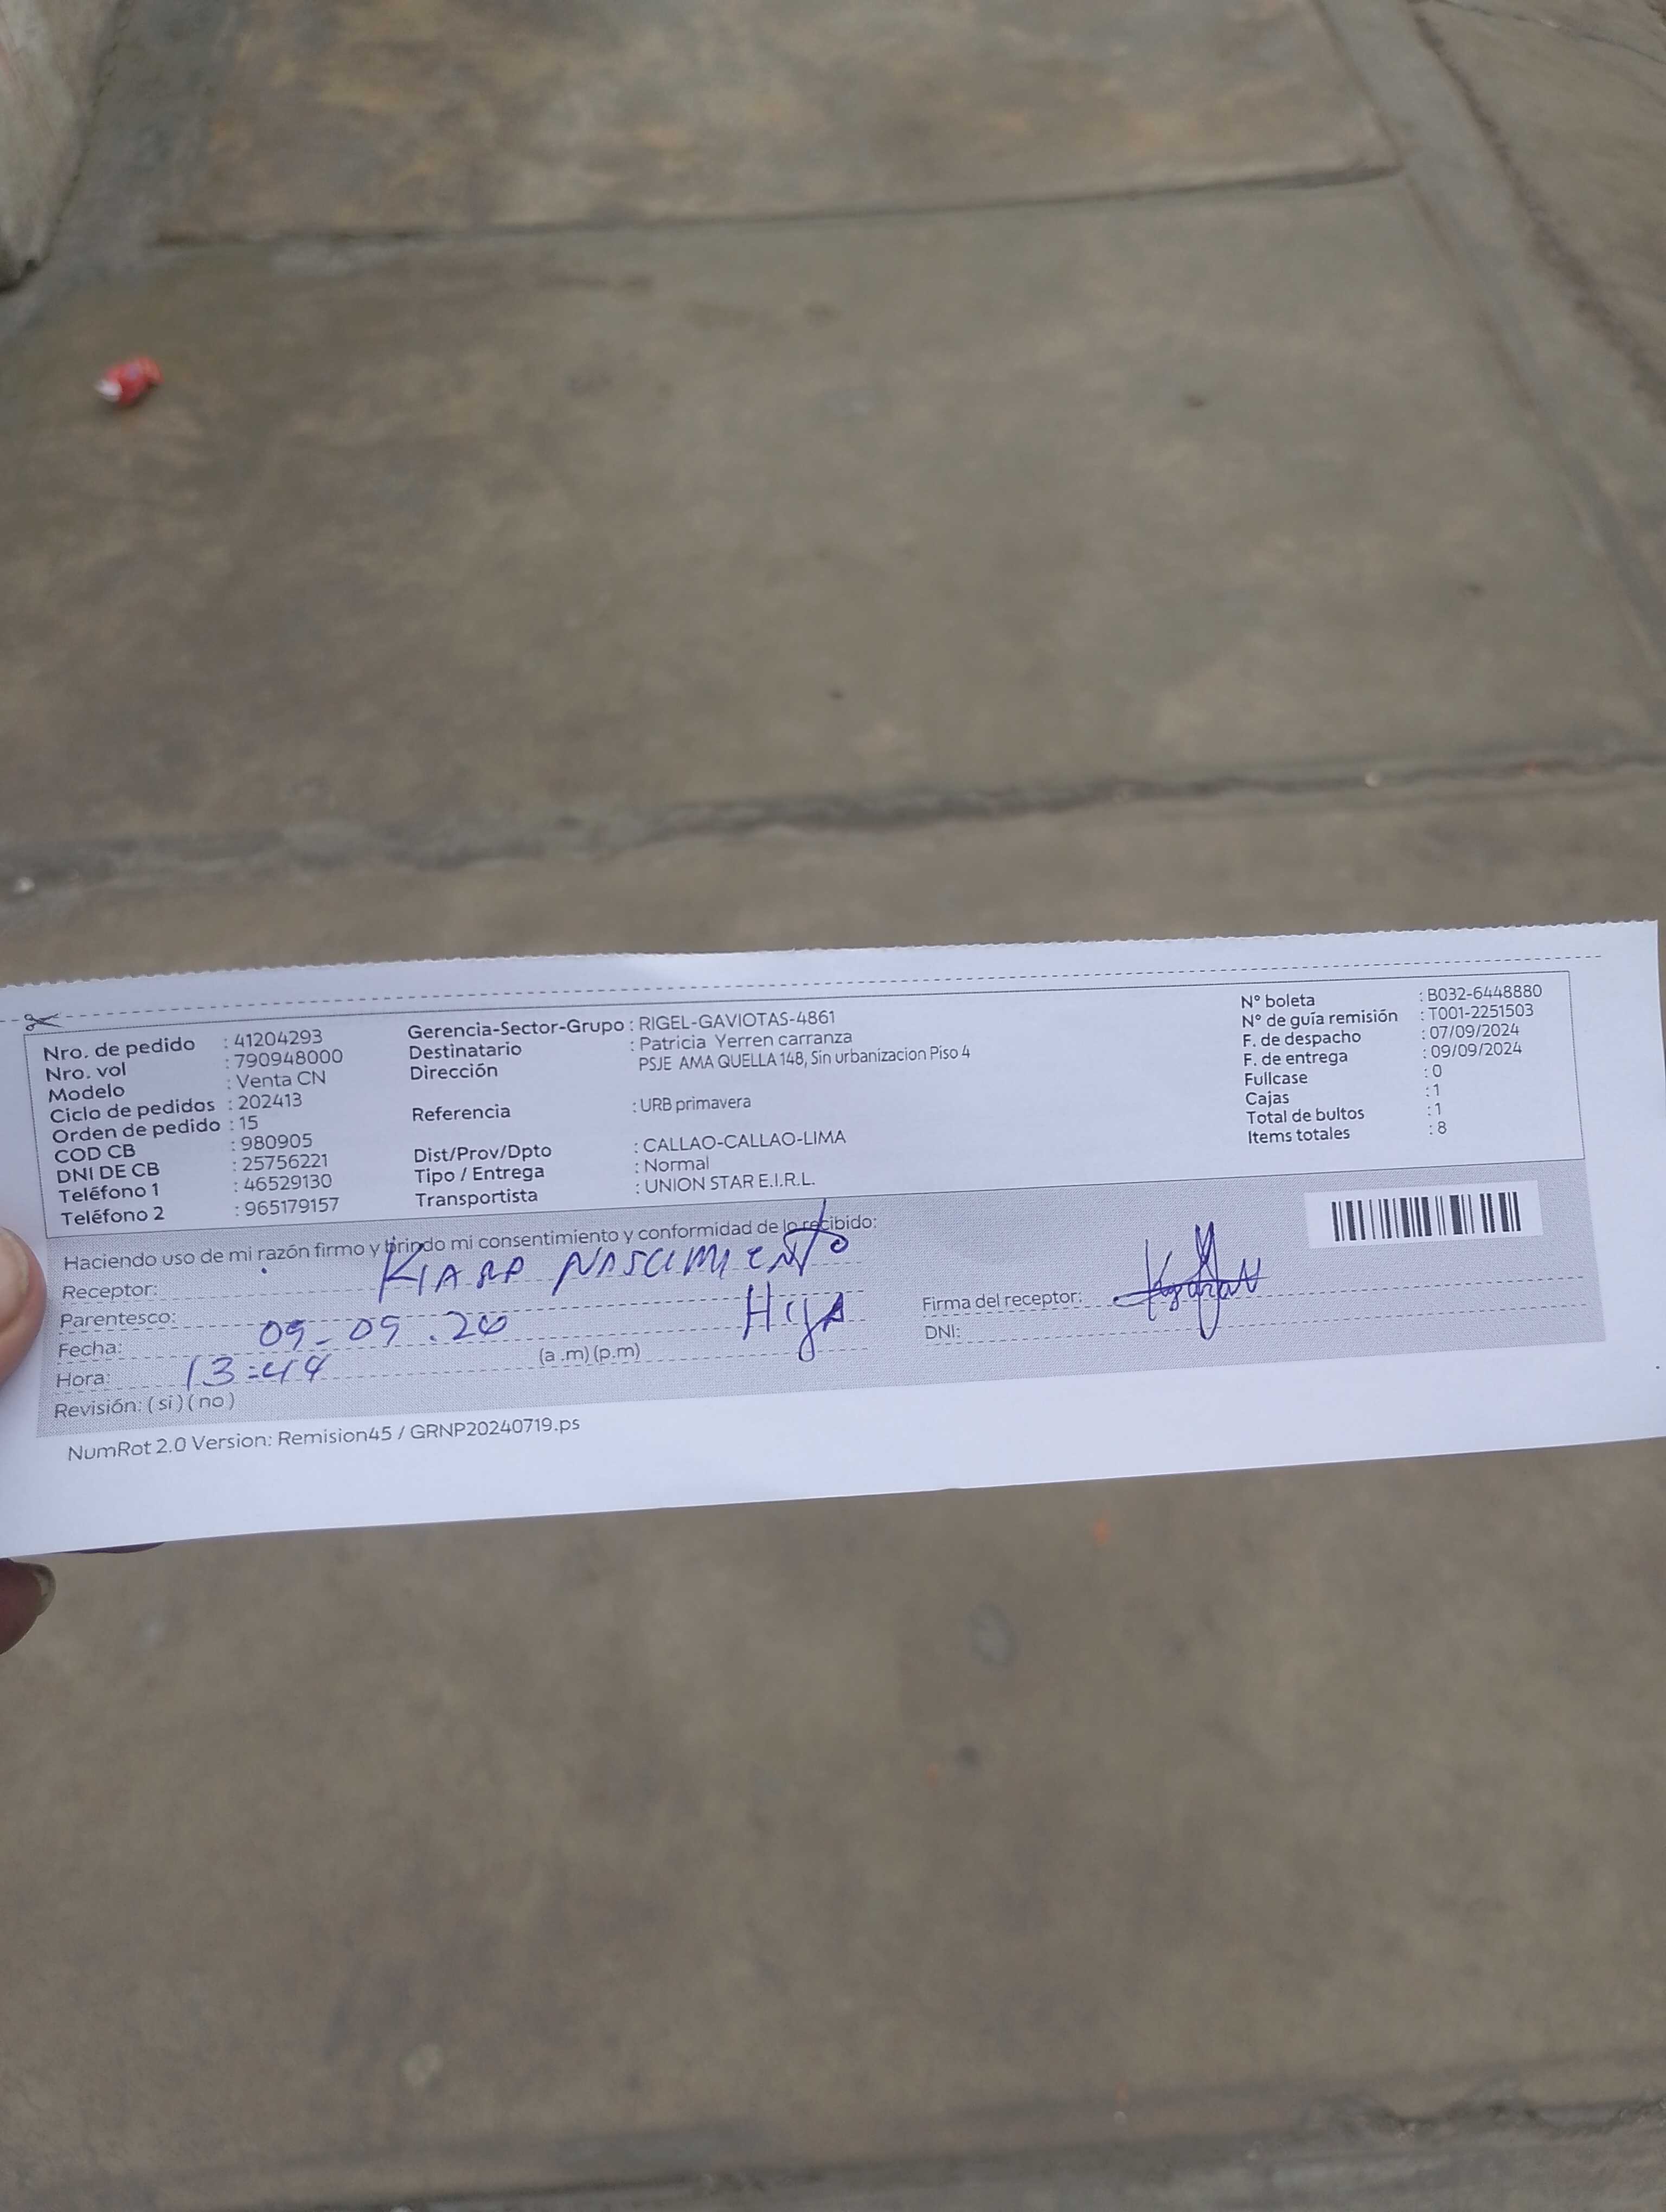 Nro. de pedido : 41204293
Nro. vol : 790948000
Modelo : Venta CN
Ciclo de pedidos : 202413
Orden de pedido : 15
COD CB : 980905
DNI DE CB : 25756221
Teléfono 1 : 46529130
Teléfono 2 : 965179157
Gerencia-Sector-Grupo : RIGEL-GAVIOTAS-4861
Destinatario : Patricia Yerren carranza
Dirección PSJE AMA QUELLA 148, Sin urbanizacion Piso 4
Referencia : URB primavera
Dist/Prov/Dpto : CALLAO-CALLAO-LIMA
Tipo / Entrega : Normal
Transportista : UNION STAR E.I.R.L.
N° boleta : B032-6448880
N° de guía remisión : T001-2251503
F. de despacho : 07/09/2024
F. de entrega : 09/09/2024
Fullcase : 0
Cajas : 1
Total de bultos : 1
Items totales : 8
Haciendo uso de mi razón firmo y brindo mi consentimiento y conformidad de lo recibido:
Receptor: KIARA NASCIMIENTO
Parentesco: HIJA
Fecha: 09-09.
Hora: 13:44 (a.m) (p.m)
Revisión: ( si ) ( no )
Firma del receptor:
DNI:
NumRot 2.0 Version: Remision45 / GRNP20240719.ps